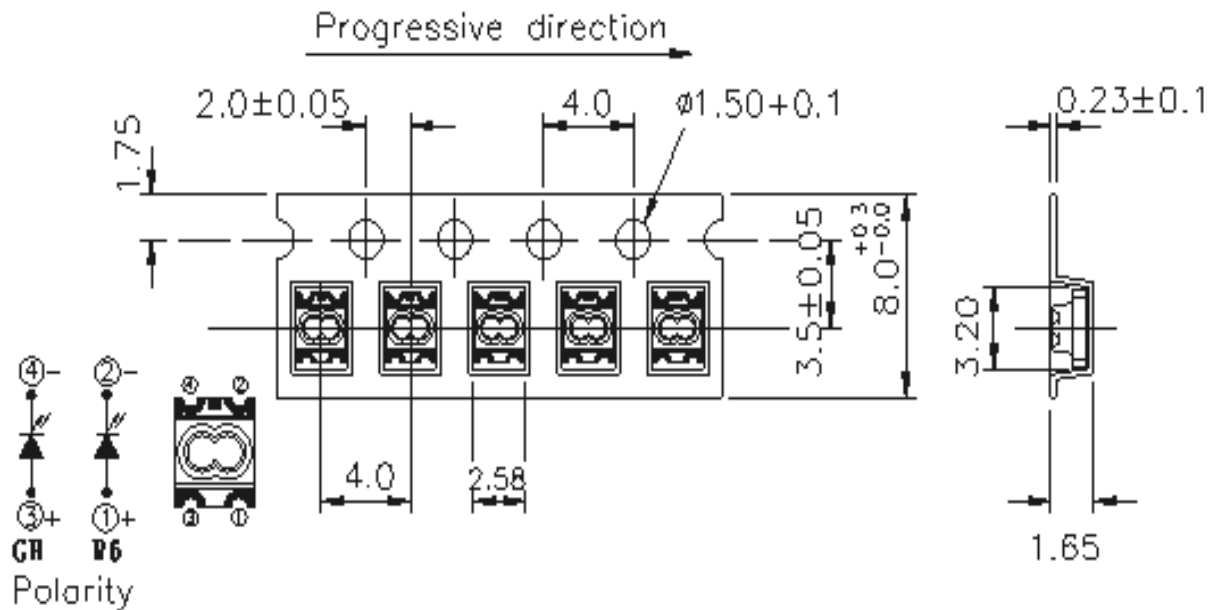 Progressive direction
2.0±0.05
4.0
ø1.50+0.1
0.23±0.1
1.75
3.5±0.05
8.0 +0.3 -0.0
3.20
④- ②-
④ ②
4.0
2.58
③+ ①+
③ ①
1.65
GH R6
Polarity